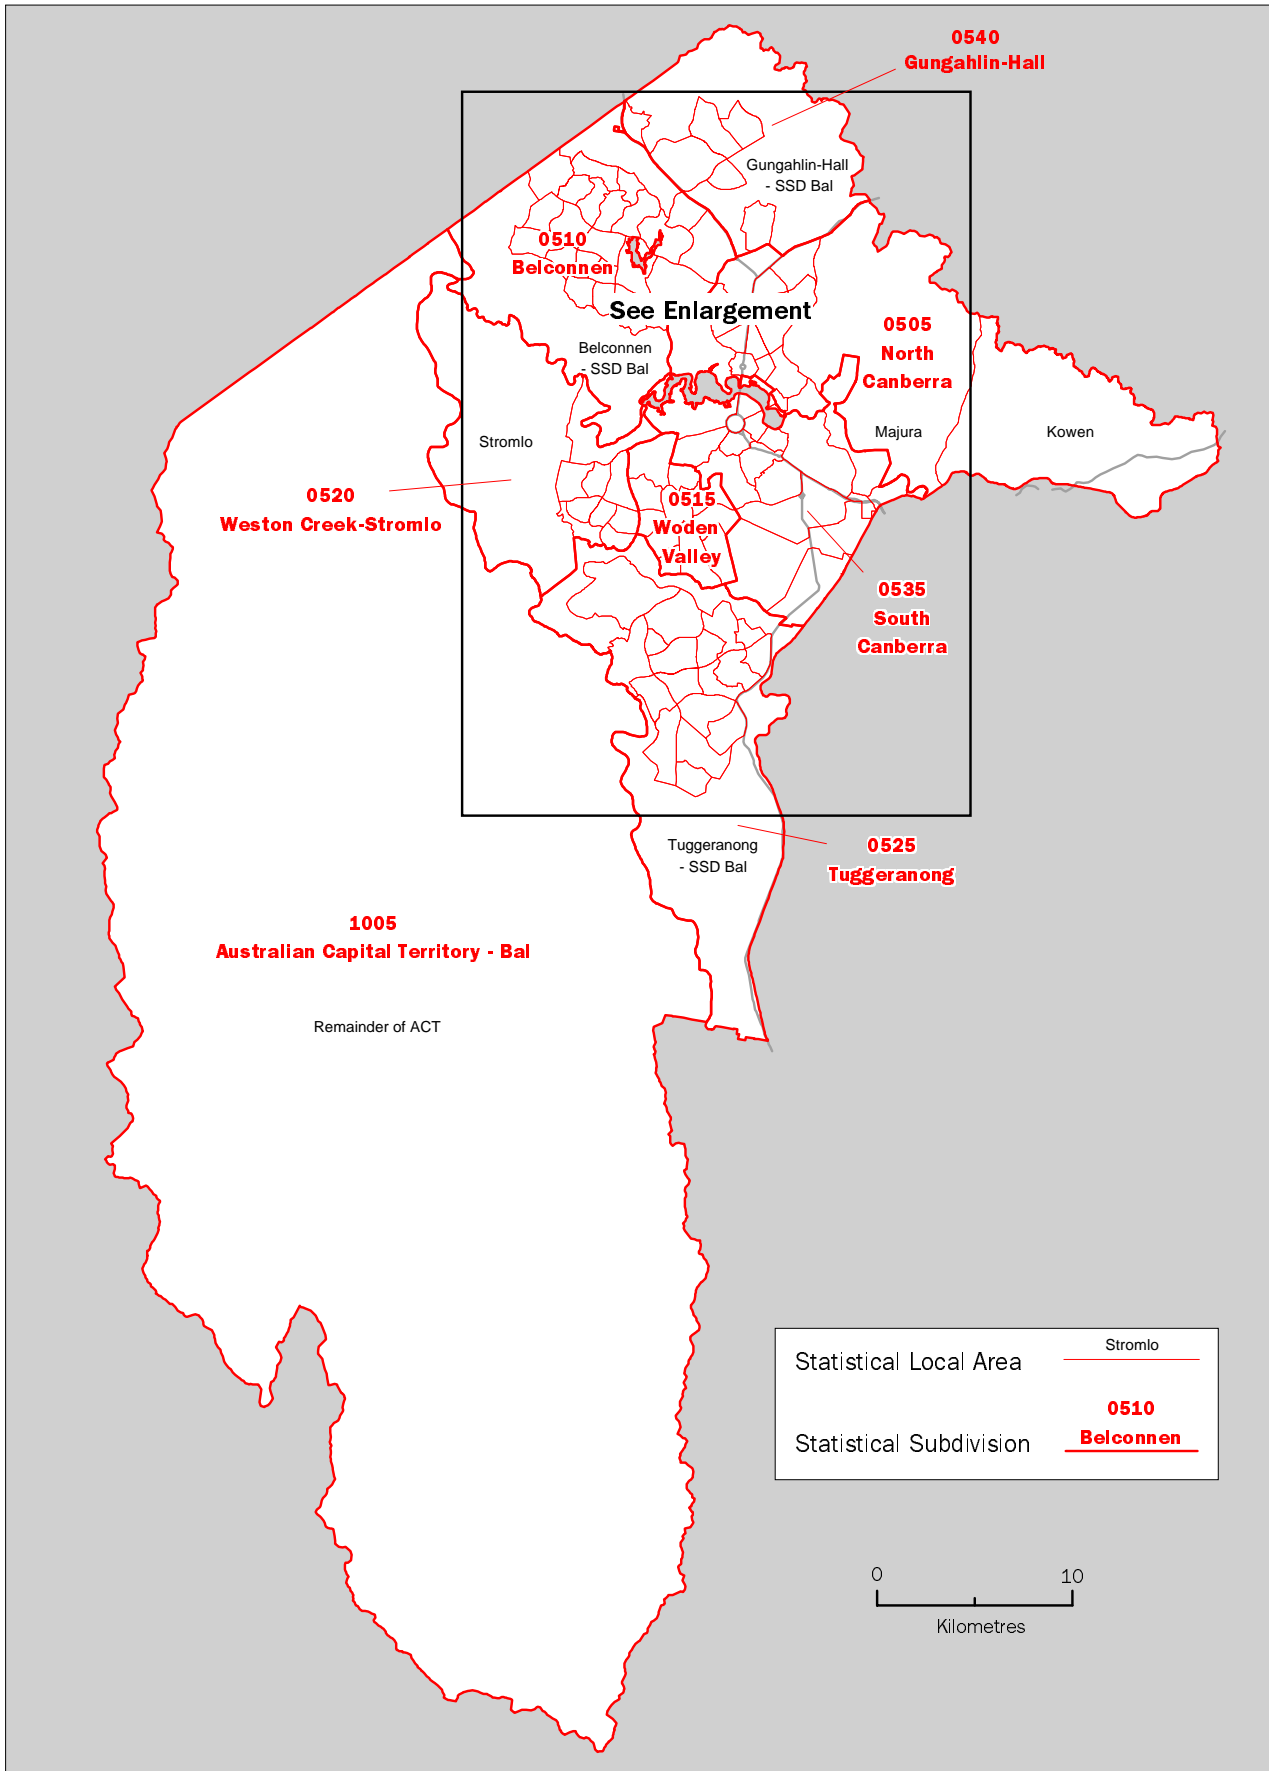 0540
Gungahlin-Hall
Gungahlin-Hall
- SSD Bal
0510
Belconnen
See Enlargement
0505
North
Canberra
Belconnen
- SSD Bal
Stromlo
Majura
Kowen
0520
Weston Creek-Stromlo
0515
Woden
Valley
0535
South
Canberra
Tuggeranong
- SSD Bal
0525
Tuggeranong
1005
Australian Capital Territory - Bal
Remainder of ACT
Statistical Local Area
Stromlo
0510
Belconnen
Statistical Subdivision
0
10
Kilometres